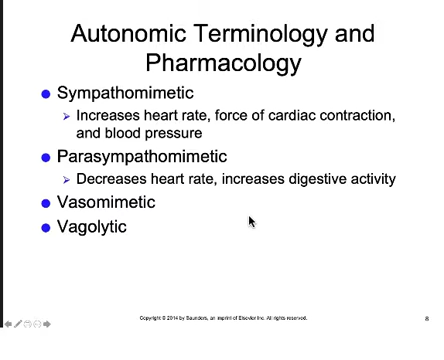 Autonomic Terminology and
Pharmacology
Sympathomimetic
Increases heart rate, force of cardiac contraction,
and blood pressure
Parasympathomimetic
Decreases heart rate, increases digestive activity
Vasomimetic
Vagolytic
Copyright © 2014 by Saunders, an imprint of Elsevier Inc. All rights reserved.
8